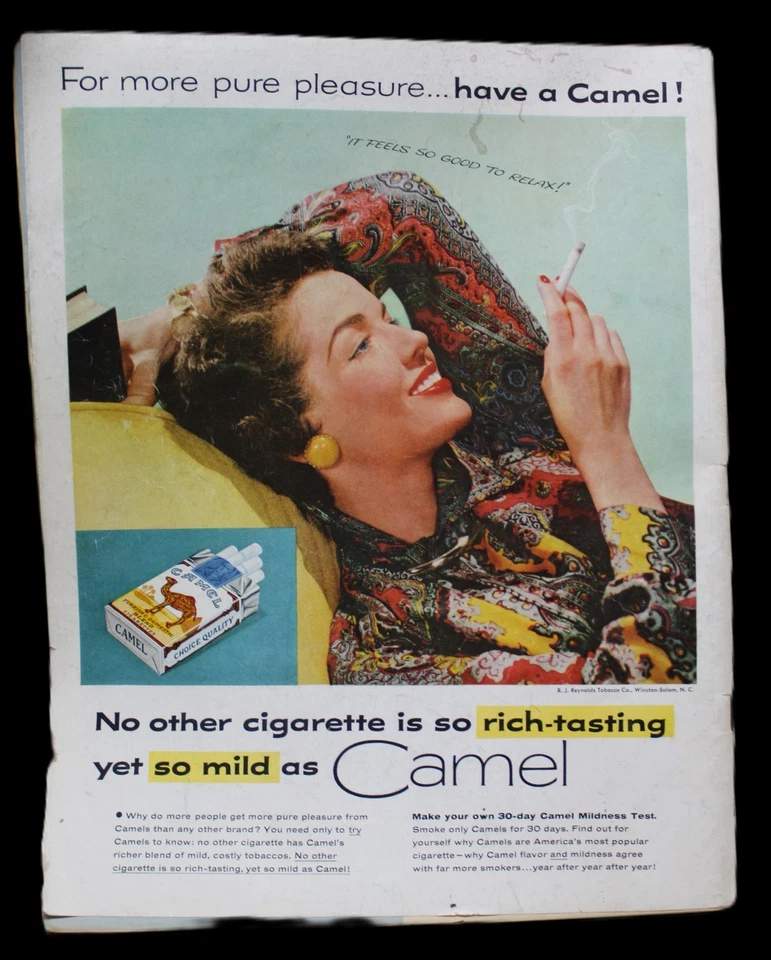 For more pure pleasure...have a Camel!
"IT FEELS SO GOOD TO RELAX!"
CAMEL
CAMEL
CHOICE QUALITY
R. J. Reynolds Tobacco Co., Winston-Salem, N. C.
No other cigarette is so rich-tasting
yet so mild as Camel
● Why do more people get more pure pleasure from
Camels than any other brand? You need only to try
Camels to know: no other cigarette has Camel's
richer blend of mild, costly tobaccos. No other
cigarette is so rich-tasting, yet so mild as Camel!
Make your own 30-day Camel Mildness Test.
Smoke only Camels for 30 days. Find out for
yourself why Camels are America's most popular
cigarette—why Camel flavor and mildness agree
with far more smokers...year after year after year!